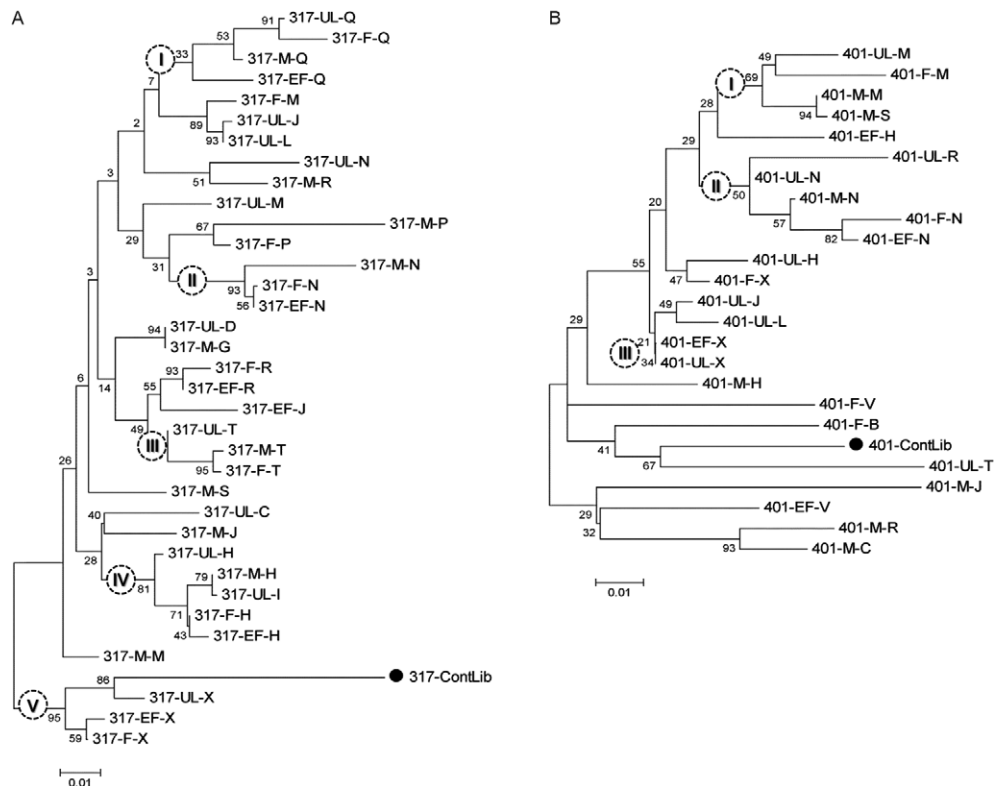 A
317-UL-Q
91
317-F-Q
53
I
33
317-M-Q
7
317-EF-Q
317-F-M
317-UL-J
89
93
317-UL-L
2
317-UL-N
51
317-M-R
3
317-UL-M
67
317-M-P
29
317-F-P
31
II
317-M-N
93
317-F-N
56
317-EF-N
3
94
317-UL-D
317-M-G
14
93
317-F-R
55
317-EF-R
317-EF-J
49
III
317-UL-T
317-M-T
95
317-F-T
6
317-M-S
26
40
317-UL-C
317-M-J
28
IV
317-UL-H
81
79
317-M-H
317-UL-I
71
317-F-H
43
317-EF-H
317-M-M
317-ContLib
86
V
317-UL-X
95
317-EF-X
59
317-F-X
0.01
B
49
401-UL-M
I
69
401-F-M
401-M-M
94
401-M-S
28
401-EF-H
29
401-UL-R
II
401-UL-N
50
401-M-N
57
401-F-N
82
401-EF-N
20
401-UL-H
47
401-F-X
55
49
401-UL-J
401-UL-L
21
401-EF-X
III
34
401-UL-X
29
401-M-H
401-F-V
401-F-B
41
401-ContLib
67
401-UL-T
401-M-J
29
401-EF-V
32
401-M-R
93
401-M-C
0.01